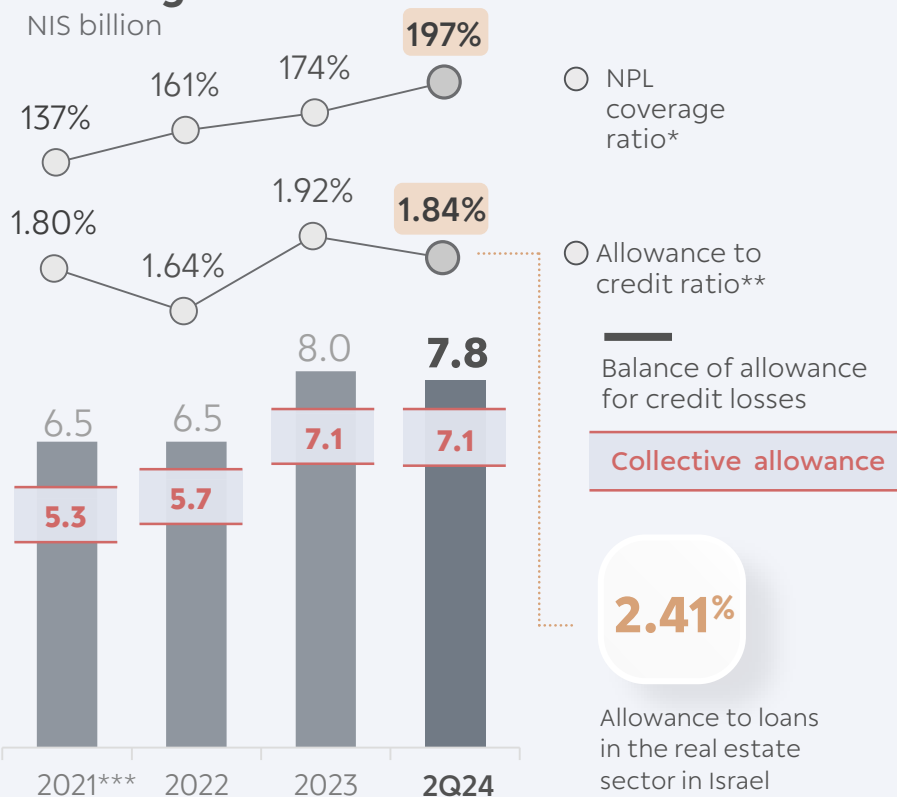 NIS billion
197%
174%
161%
137%
NPL
coverage
ratio*
1.92%
1.84%
1.80%
1.64%
Allowance to
credit ratio**
8.0
7.8
6.5
6.5
Balance of allowance
for credit losses
7.1
7.1
5.7
5.3
Collective allowance
2.41%
Allowance to loans
in the real estate
sector in Israel
2021***
2022
2023
2Q24